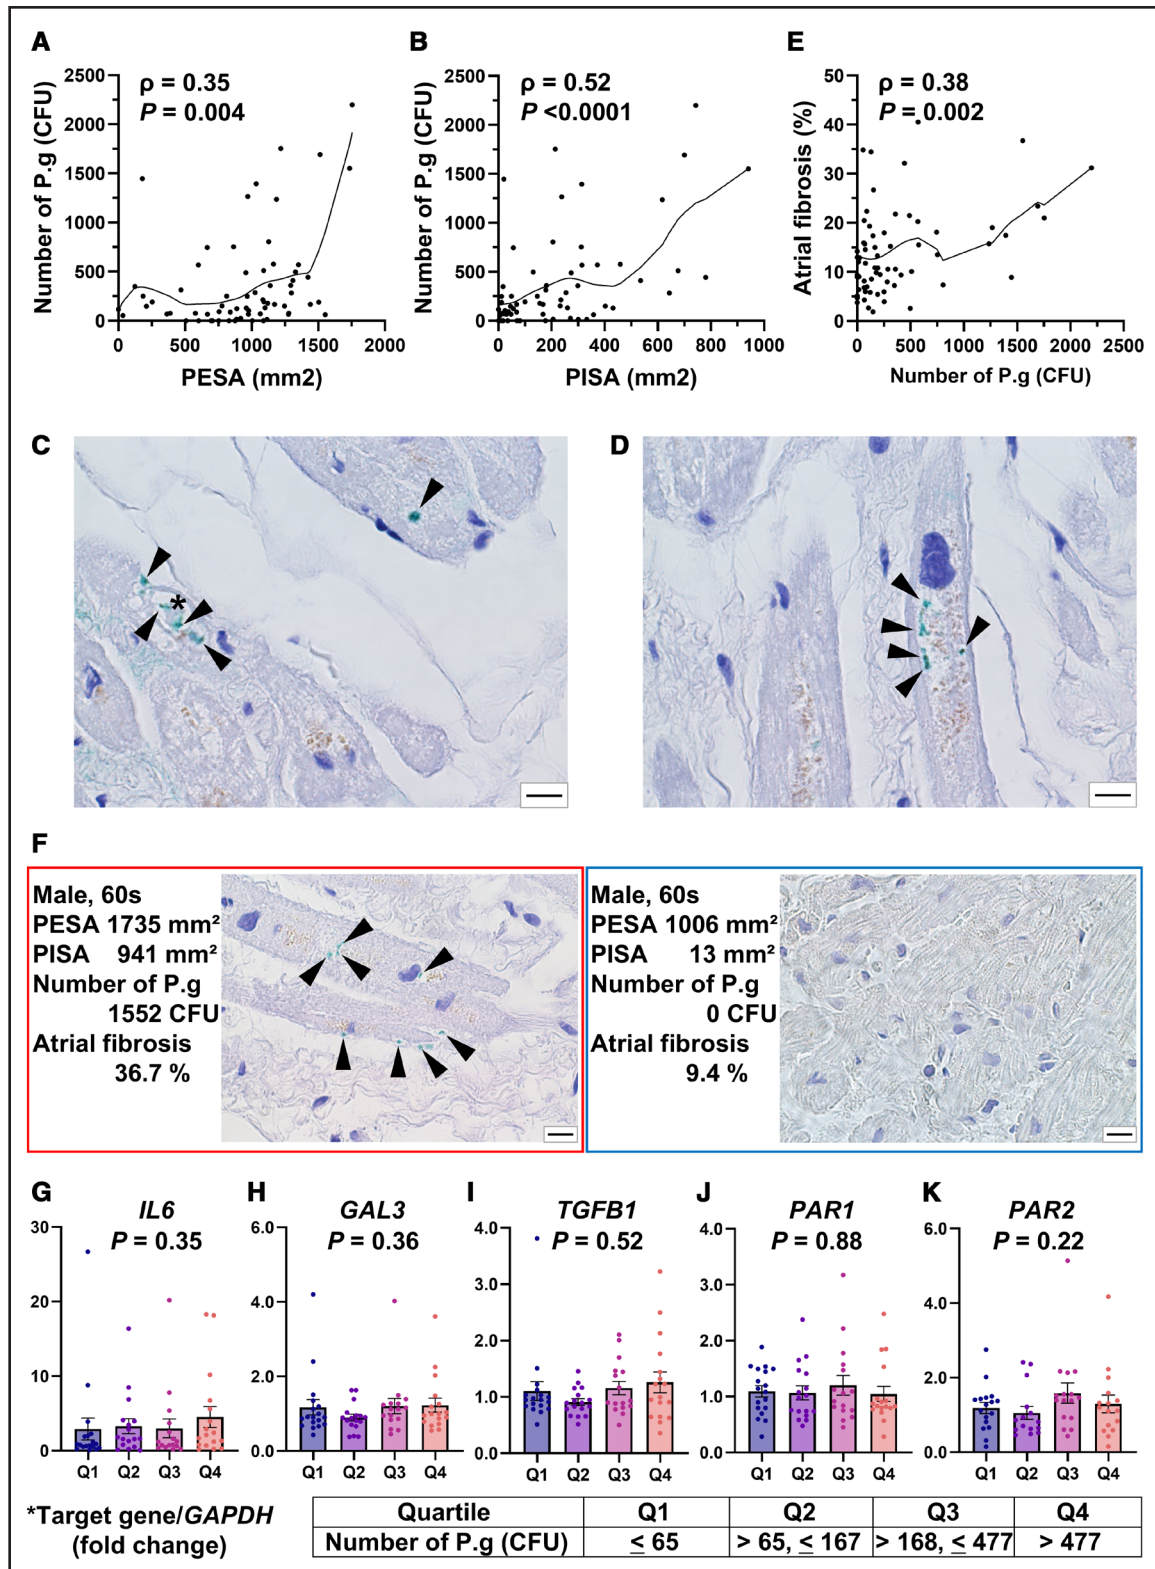 A
B
E
ρ = 0.35
P = 0.004
Number of P.g (CFU)
2500
2000
1500
1000
500
0
0 500 1000 1500 2000
PESA (mm2)
ρ = 0.52
P <0.0001
Number of P.g (CFU)
2500
2000
1500
1000
500
0
0 200 400 600 800 1000
PISA (mm2)
ρ = 0.38
P = 0.002
Atrial fibrosis (%)
50
40
30
20
10
0
0 500 1000 1500 2000 2500
Number of P.g (CFU)
C
D
*
F
Male, 60s
PESA 1735 mm²
PISA 941 mm²
Number of P.g
1552 CFU
Atrial fibrosis
36.7 %
Male, 60s
PESA 1006 mm²
PISA 13 mm²
Number of P.g
0 CFU
Atrial fibrosis
9.4 %
G
IL6
P = 0.35
30
20
10
0
Q1 Q2 Q3 Q4
H
GAL3
P = 0.36
6.0
4.0
2.0
0.0
Q1 Q2 Q3 Q4
I
TGFB1
P = 0.52
4.0
3.0
2.0
1.0
0.0
Q1 Q2 Q3 Q4
J
PAR1
P = 0.88
4.0
3.0
2.0
1.0
0.0
Q1 Q2 Q3 Q4
K
PAR2
P = 0.22
6.0
4.0
2.0
0.0
Q1 Q2 Q3 Q4
*Target gene/GAPDH
(fold change)
Quartile Q1 Q2 Q3 Q4
Number of P.g (CFU) ≤ 65 > 65, ≤ 167 > 168, ≤ 477 > 477